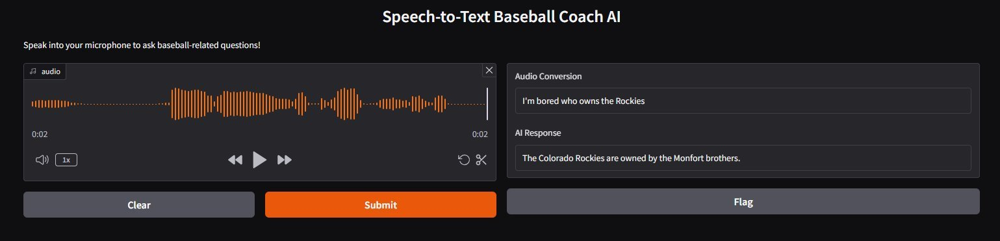 Speech-to-Text Baseball Coach AI
Speak into your microphone to ask baseball-related questions!
audio
0:02
0:02
1x
Clear
Submit
Audio Conversion
I'm bored who owns the Rockies
AI Response
The Colorado Rockies are owned by the Monfort brothers.
Flag